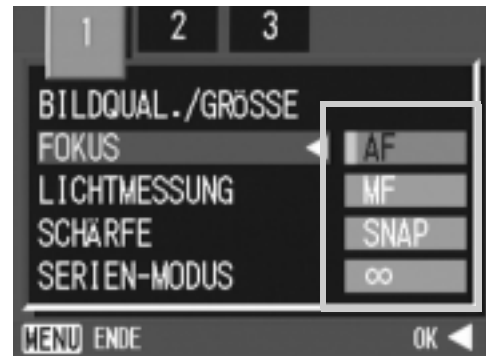 1 2 3
BILDQUAL./GRÖSSE
FOKUS AF
LICHTMESSUNG MF
SCHÄRFE SNAP
SERIEN-MODUS ∞
MENU ENDE OK